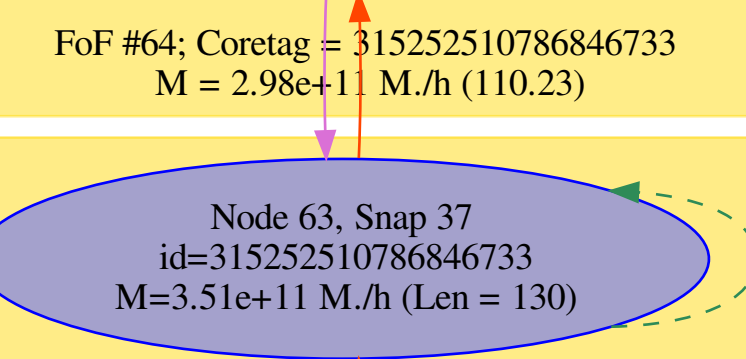 FoF #64; Coretag = 315252510786846733
M = 2.98e+11 M./h (110.23)
Node 63, Snap 37
id=315252510786846733
M=3.51e+11 M./h (Len = 130)